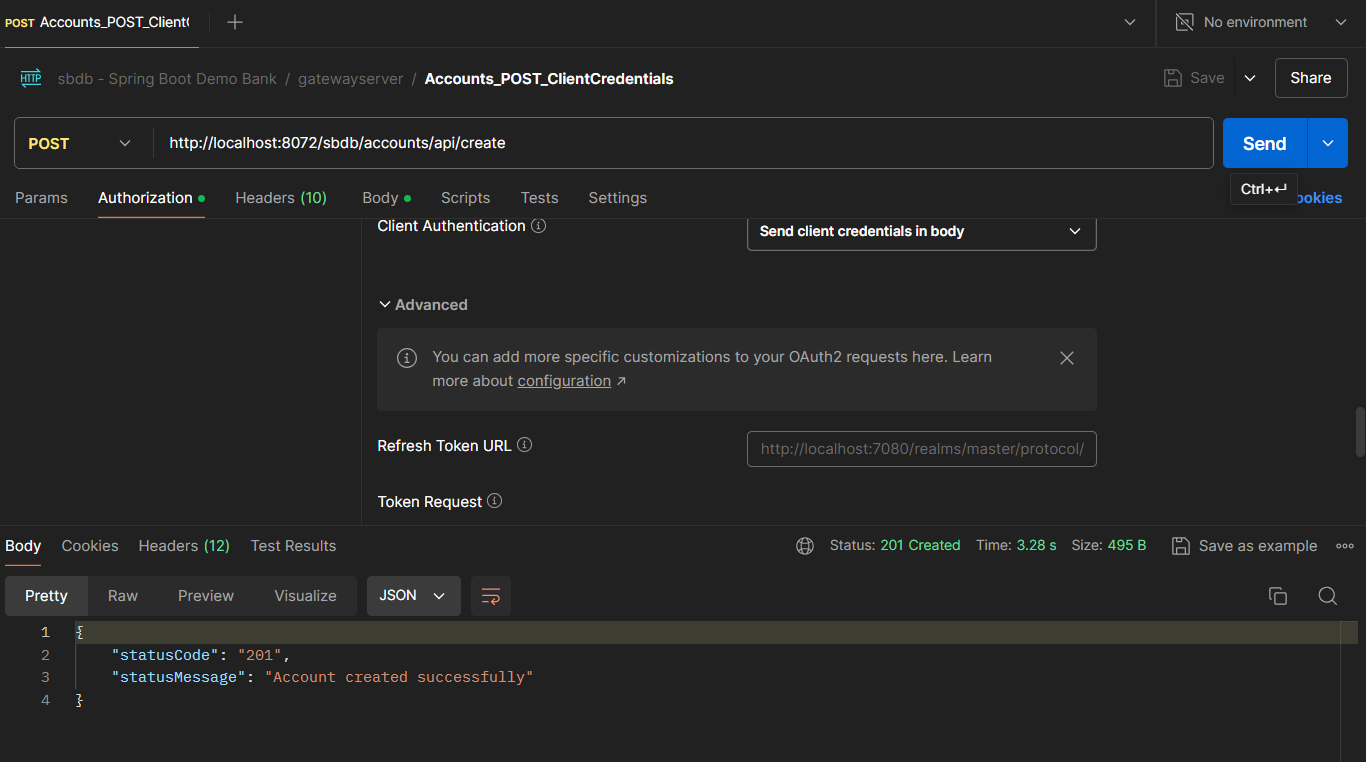 POST Accounts_POST_Client
No environment
HTTP sbdb - Spring Boot Demo Bank / gatewayserver / Accounts_POST_ClientCredentials
Save
Share
POST
http://localhost:8072/sbdb/accounts/api/create
Send
Params Authorization Headers (10) Body Scripts Tests Settings
Ctrl+↵
ookies
Client Authentication
Send client credentials in body
Advanced
You can add more specific customizations to your OAuth2 requests here. Learn
more about configuration ↗
Refresh Token URL
http://localhost:7080/realms/master/protocol/
Token Request
Body Cookies Headers (12) Test Results
Status: 201 Created Time: 3.28 s Size: 495 B Save as example
Pretty Raw Preview Visualize JSON
1 {
2 "statusCode": "201",
3 "statusMessage": "Account created successfully"
4 }